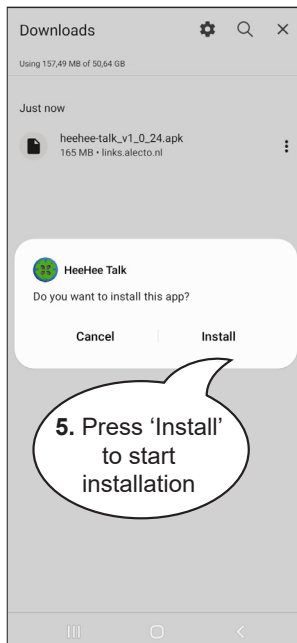 Downloads
Using 157,49 MB of 50,64 GB
Just now
heehee-talk_v1_0_24.apk
165 MB • links.alecto.nl
HeeHee Talk
Do you want to install this app?
Cancel Install
5. Press ‘Install’
to start
installation